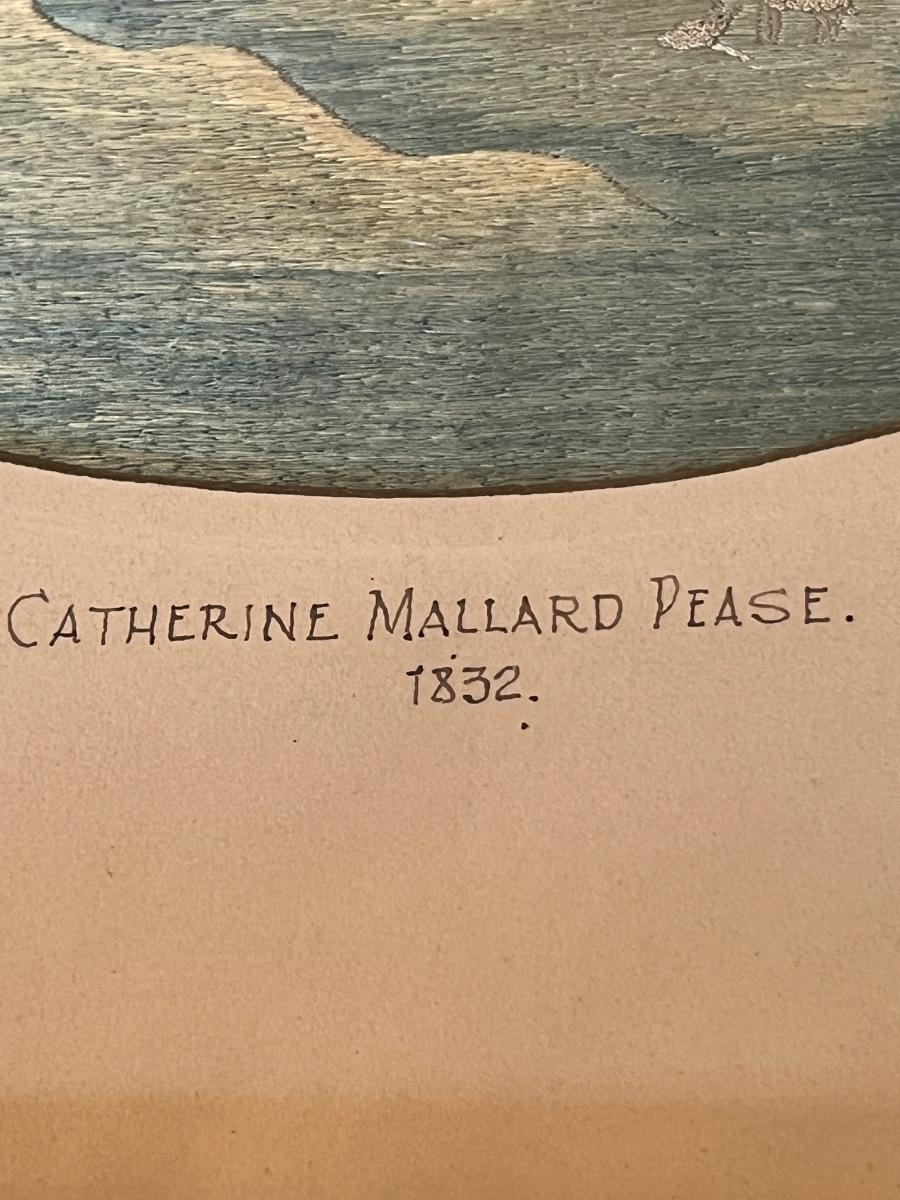 CATHERINE MALLARD PEASE.
1832.